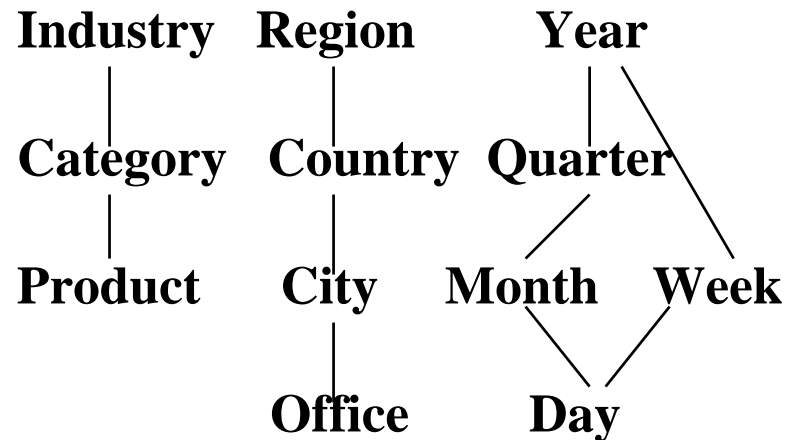 Industry Region Year
Category Country Quarter
Product City Month Week
Office Day